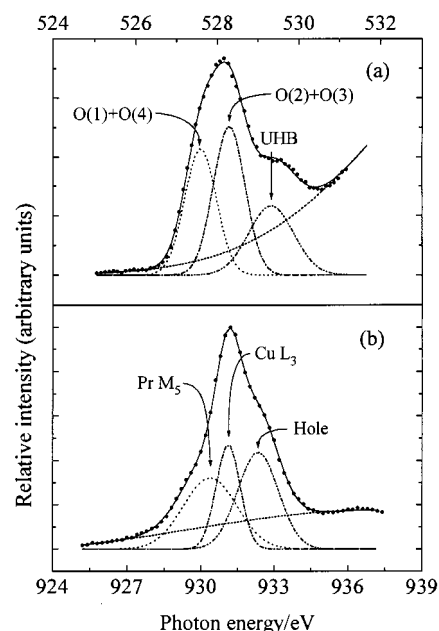 524 526 528 530 532
(a)
O(2)+O(3)
O(1)+O(4)
UHB
(b)
Cu L3
Pr M5
Hole
Relative intensity (arbitrary units)
924 927 930 933 936 939
Photon energy/eV